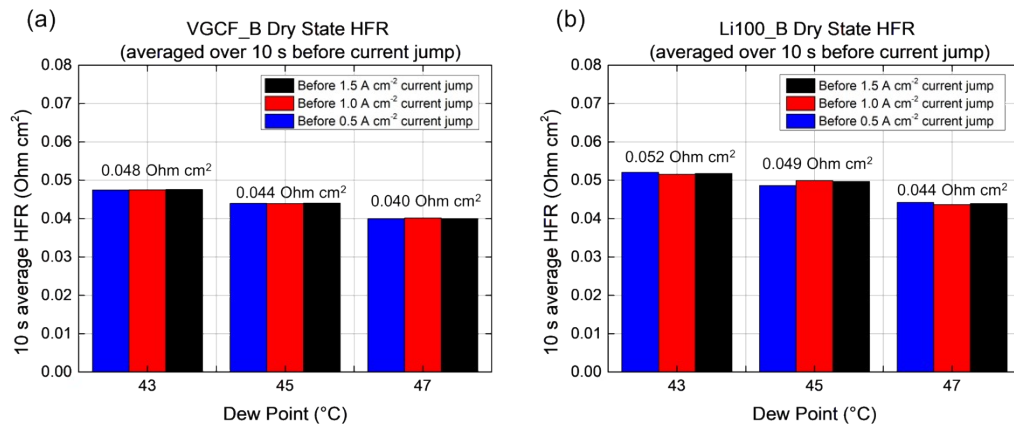 (a)
VGCF_B Dry State HFR
(averaged over 10 s before current jump)
0.08
0.07
0.06
0.05
0.04
0.03
0.02
0.01
0.00
10 s average HFR (Ohm cm²)
Before 1.5 A cm⁻² current jump
Before 1.0 A cm⁻² current jump
Before 0.5 A cm⁻² current jump
0.048 Ohm cm²
0.044 Ohm cm²
0.040 Ohm cm²
43
45
47
Dew Point (°C)
(b)
Li100_B Dry State HFR
(averaged over 10 s before current jump)
0.08
0.07
0.06
0.05
0.04
0.03
0.02
0.01
0.00
10 s average HFR (Ohm cm²)
Before 1.5 A cm⁻² current jump
Before 1.0 A cm⁻² current jump
Before 0.5 A cm⁻² current jump
0.052 Ohm cm²
0.049 Ohm cm²
0.044 Ohm cm²
43
45
47
Dew Point (°C)